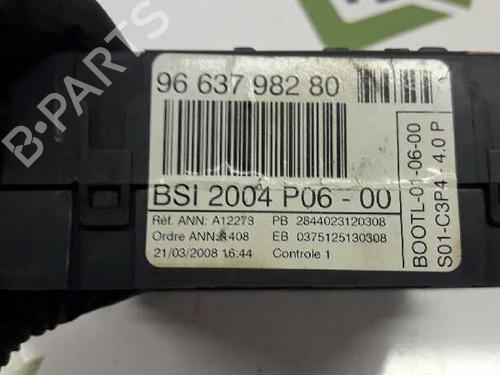 96 637 982 80
BSI 2004 P06 - 00
Réf. ANN: A12273 PB 2844023120308
Ordre ANN:R408 EB 0375125130308
21/03/2008 16:44 Controle 1
BOOTL-01-06-00
S01-C3P4 - 4.0 P
B-PARTS